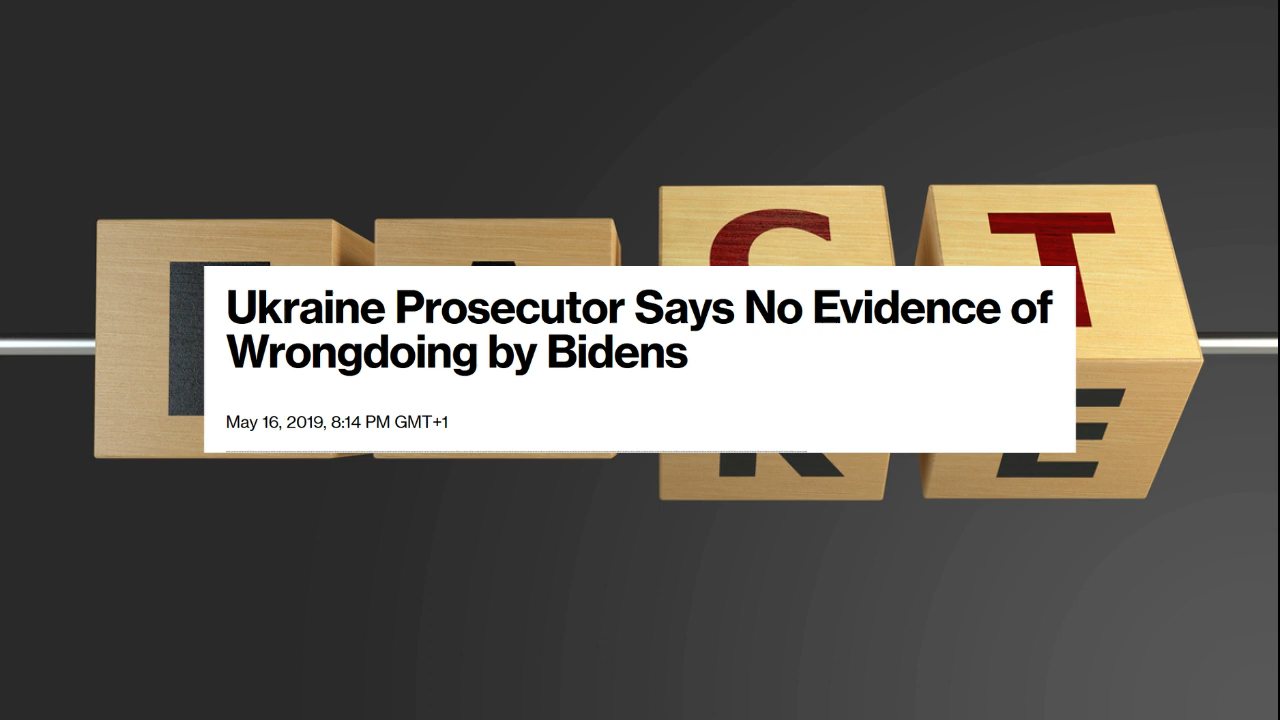 C T
Ukraine Prosecutor Says No Evidence of
Wrongdoing by Bidens
May 16, 2019, 8:14 PM GMT+1
K E